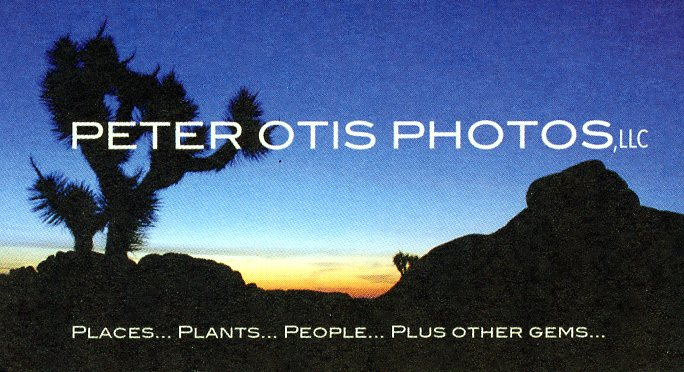 PETER OTIS PHOTOS,LLC
PLACES... PLANTS... PEOPLE... PLUS OTHER GEMS...